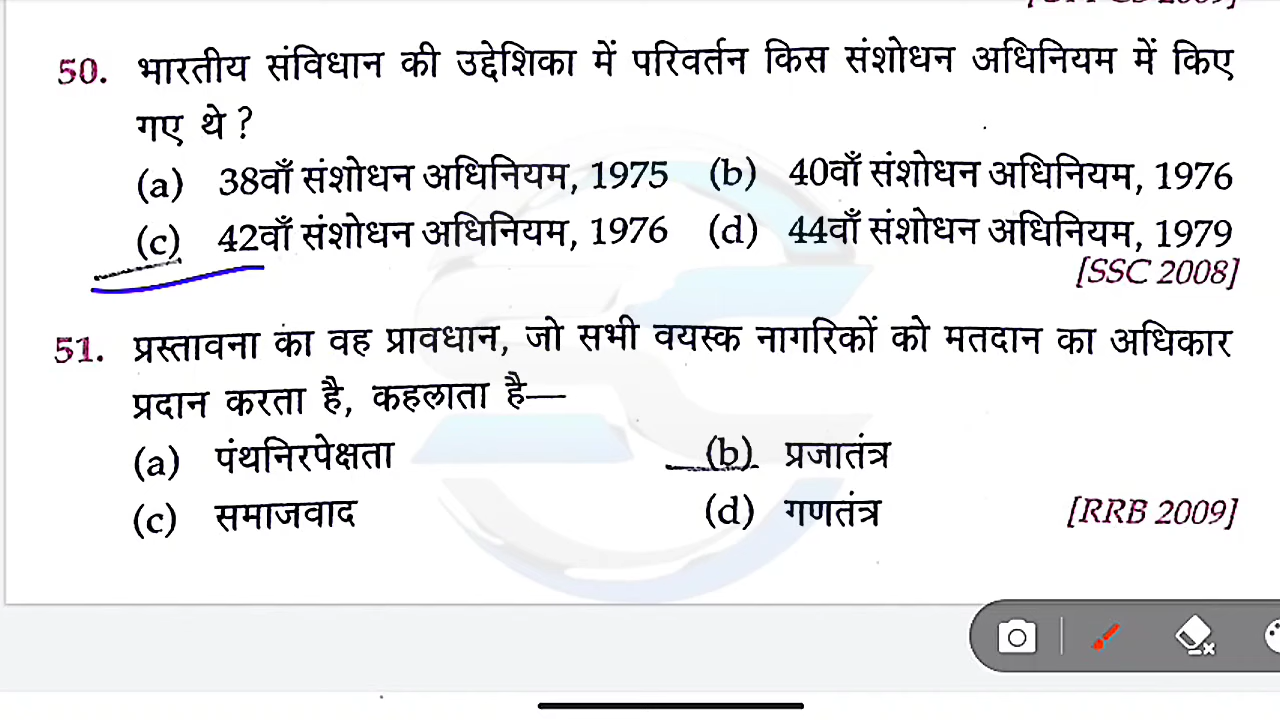 50. भारतीय संविधान की उद्देशिका में परिवर्तन किस संशोधन अधिनियम में किए
गए थे ?
(a) 38वाँ संशोधन अधिनियम, 1975 (b) 40वाँ संशोधन अधिनियम, 1976
(c) 42वाँ संशोधन अधिनियम, 1976 (d) 44वाँ संशोधन अधिनियम, 1979
[SSC 2008]
51. प्रस्तावना का वह प्रावधान, जो सभी वयस्क नागरिकों को मतदान का अधिकार
प्रदान करता है, कहलाता है—
(a) पंथनिरपेक्षता (b) प्रजातंत्र
(c) समाजवाद (d) गणतंत्र [RRB 2009]